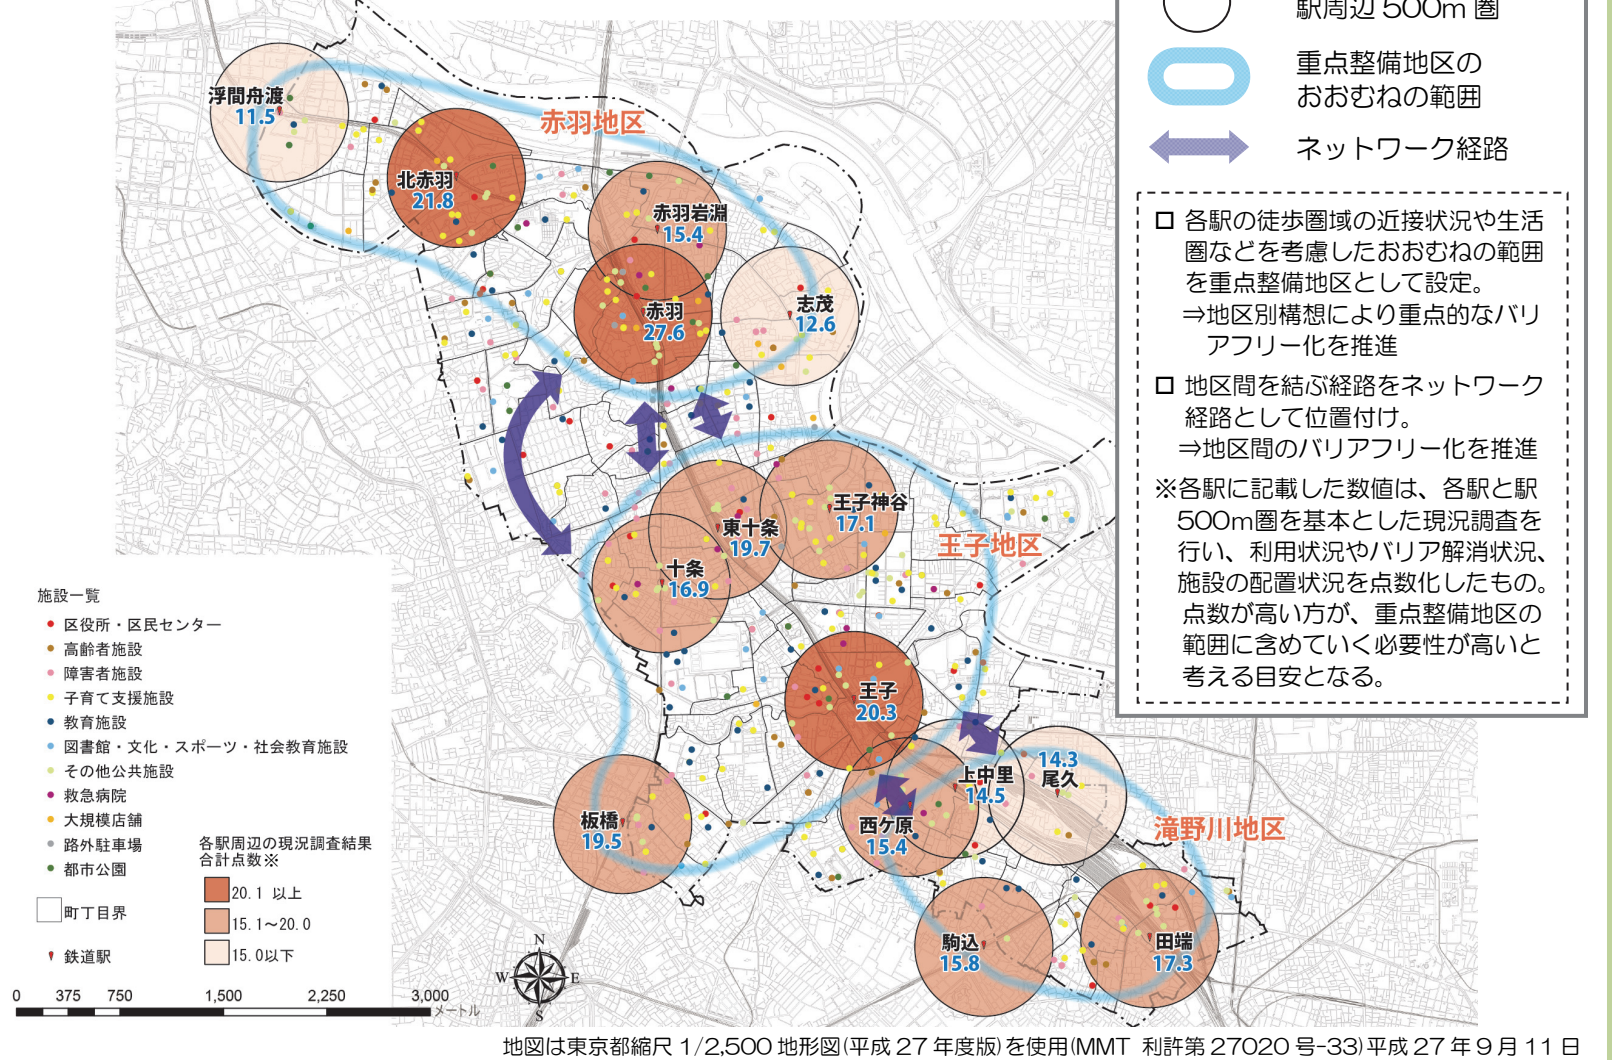 駅周辺500m圏
重点整備地区の
おおむねの範囲
ネットワーク経路
□ 各駅の徒歩圏域の近接状況や生活
圏などを考慮したおおむねの範囲
を重点整備地区として設定。
⇒地区別構想により重点的なバリ
アフリー化を推進
□ 地区間を結ぶ経路をネットワーク
経路として位置付け。
⇒地区間のバリアフリー化を推進
※各駅に記載した数値は、各駅と駅
500m圏を基本とした現況調査を
行い、利用状況やバリア解消状況、
施設の配置状況を点数化したもの。
点数が高い方が、重点整備地区の
範囲に含めていく必要性が高いと
考える目安となる。
浮間舟渡
11.5
北赤羽
21.8
赤羽地区
赤羽岩淵
15.4
赤羽
27.6
志茂
12.6
王子神谷
17.1
東十条
19.7
十条
16.9
王子地区
王子
20.3
上中里
14.5
14.3
尾久
西ケ原
15.4
板橋
19.5
滝野川地区
駒込
15.8
田端
17.3
施設一覧
区役所・区民センター
高齢者施設
障害者施設
子育て支援施設
教育施設
図書館・文化・スポーツ・社会教育施設
その他公共施設
救急病院
大規模店舗
路外駐車場
都市公園
町丁目界
鉄道駅
各駅周辺の現況調査結果
合計点数※
20.1 以上
15.1～20.0
15.0以下
N
W E
S
0 375 750 1,500 2,250 3,000
メートル
地図は東京都縮尺1/2,500地形図(平成27年度版)を使用(MMT 利許第27020号-33)平成27年9月11日